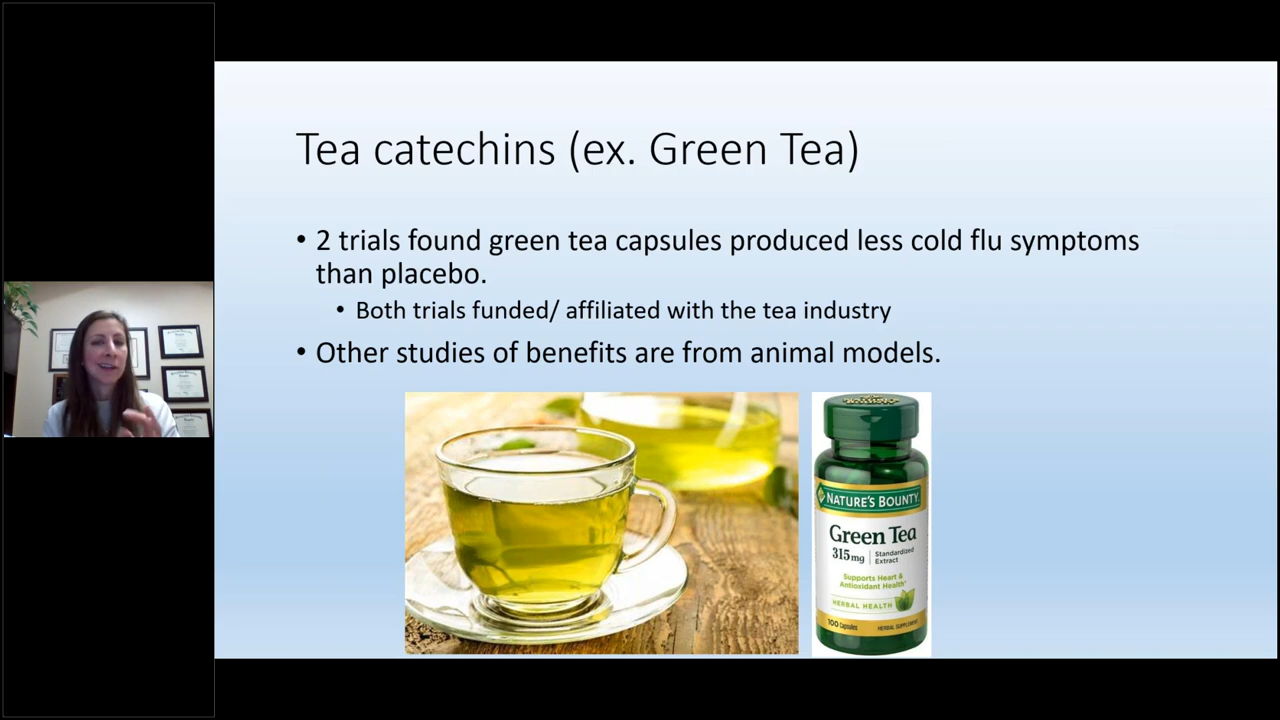 Tea catechins (ex. Green Tea)
• 2 trials found green tea capsules produced less cold flu symptoms
than placebo.
• Both trials funded/ affiliated with the tea industry
• Other studies of benefits are from animal models.
NATURE'S BOUNTY
Green Tea
315mg
Standardized
Extract
Supports Heart &
Antioxidant Health*
HERBAL HEALTH
100 Capsules
HERBAL SUPPLEMENT